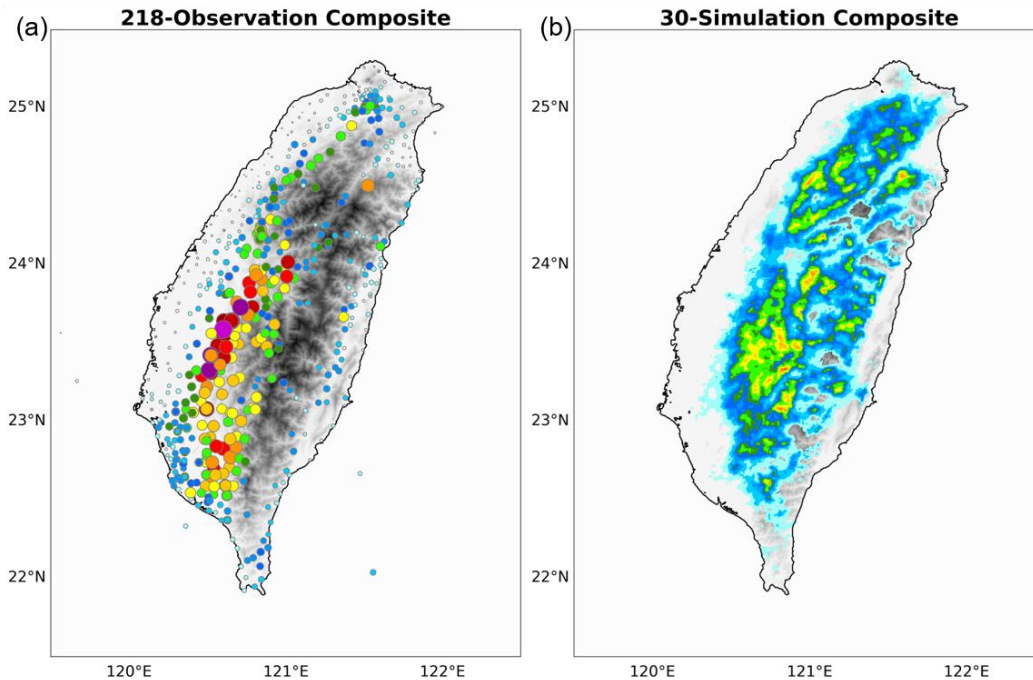 (a) 218-Observation Composite
(b) 30-Simulation Composite
25°N
24°N
23°N
22°N
120°E 121°E 122°E
25°N
24°N
23°N
22°N
120°E 121°E 122°E